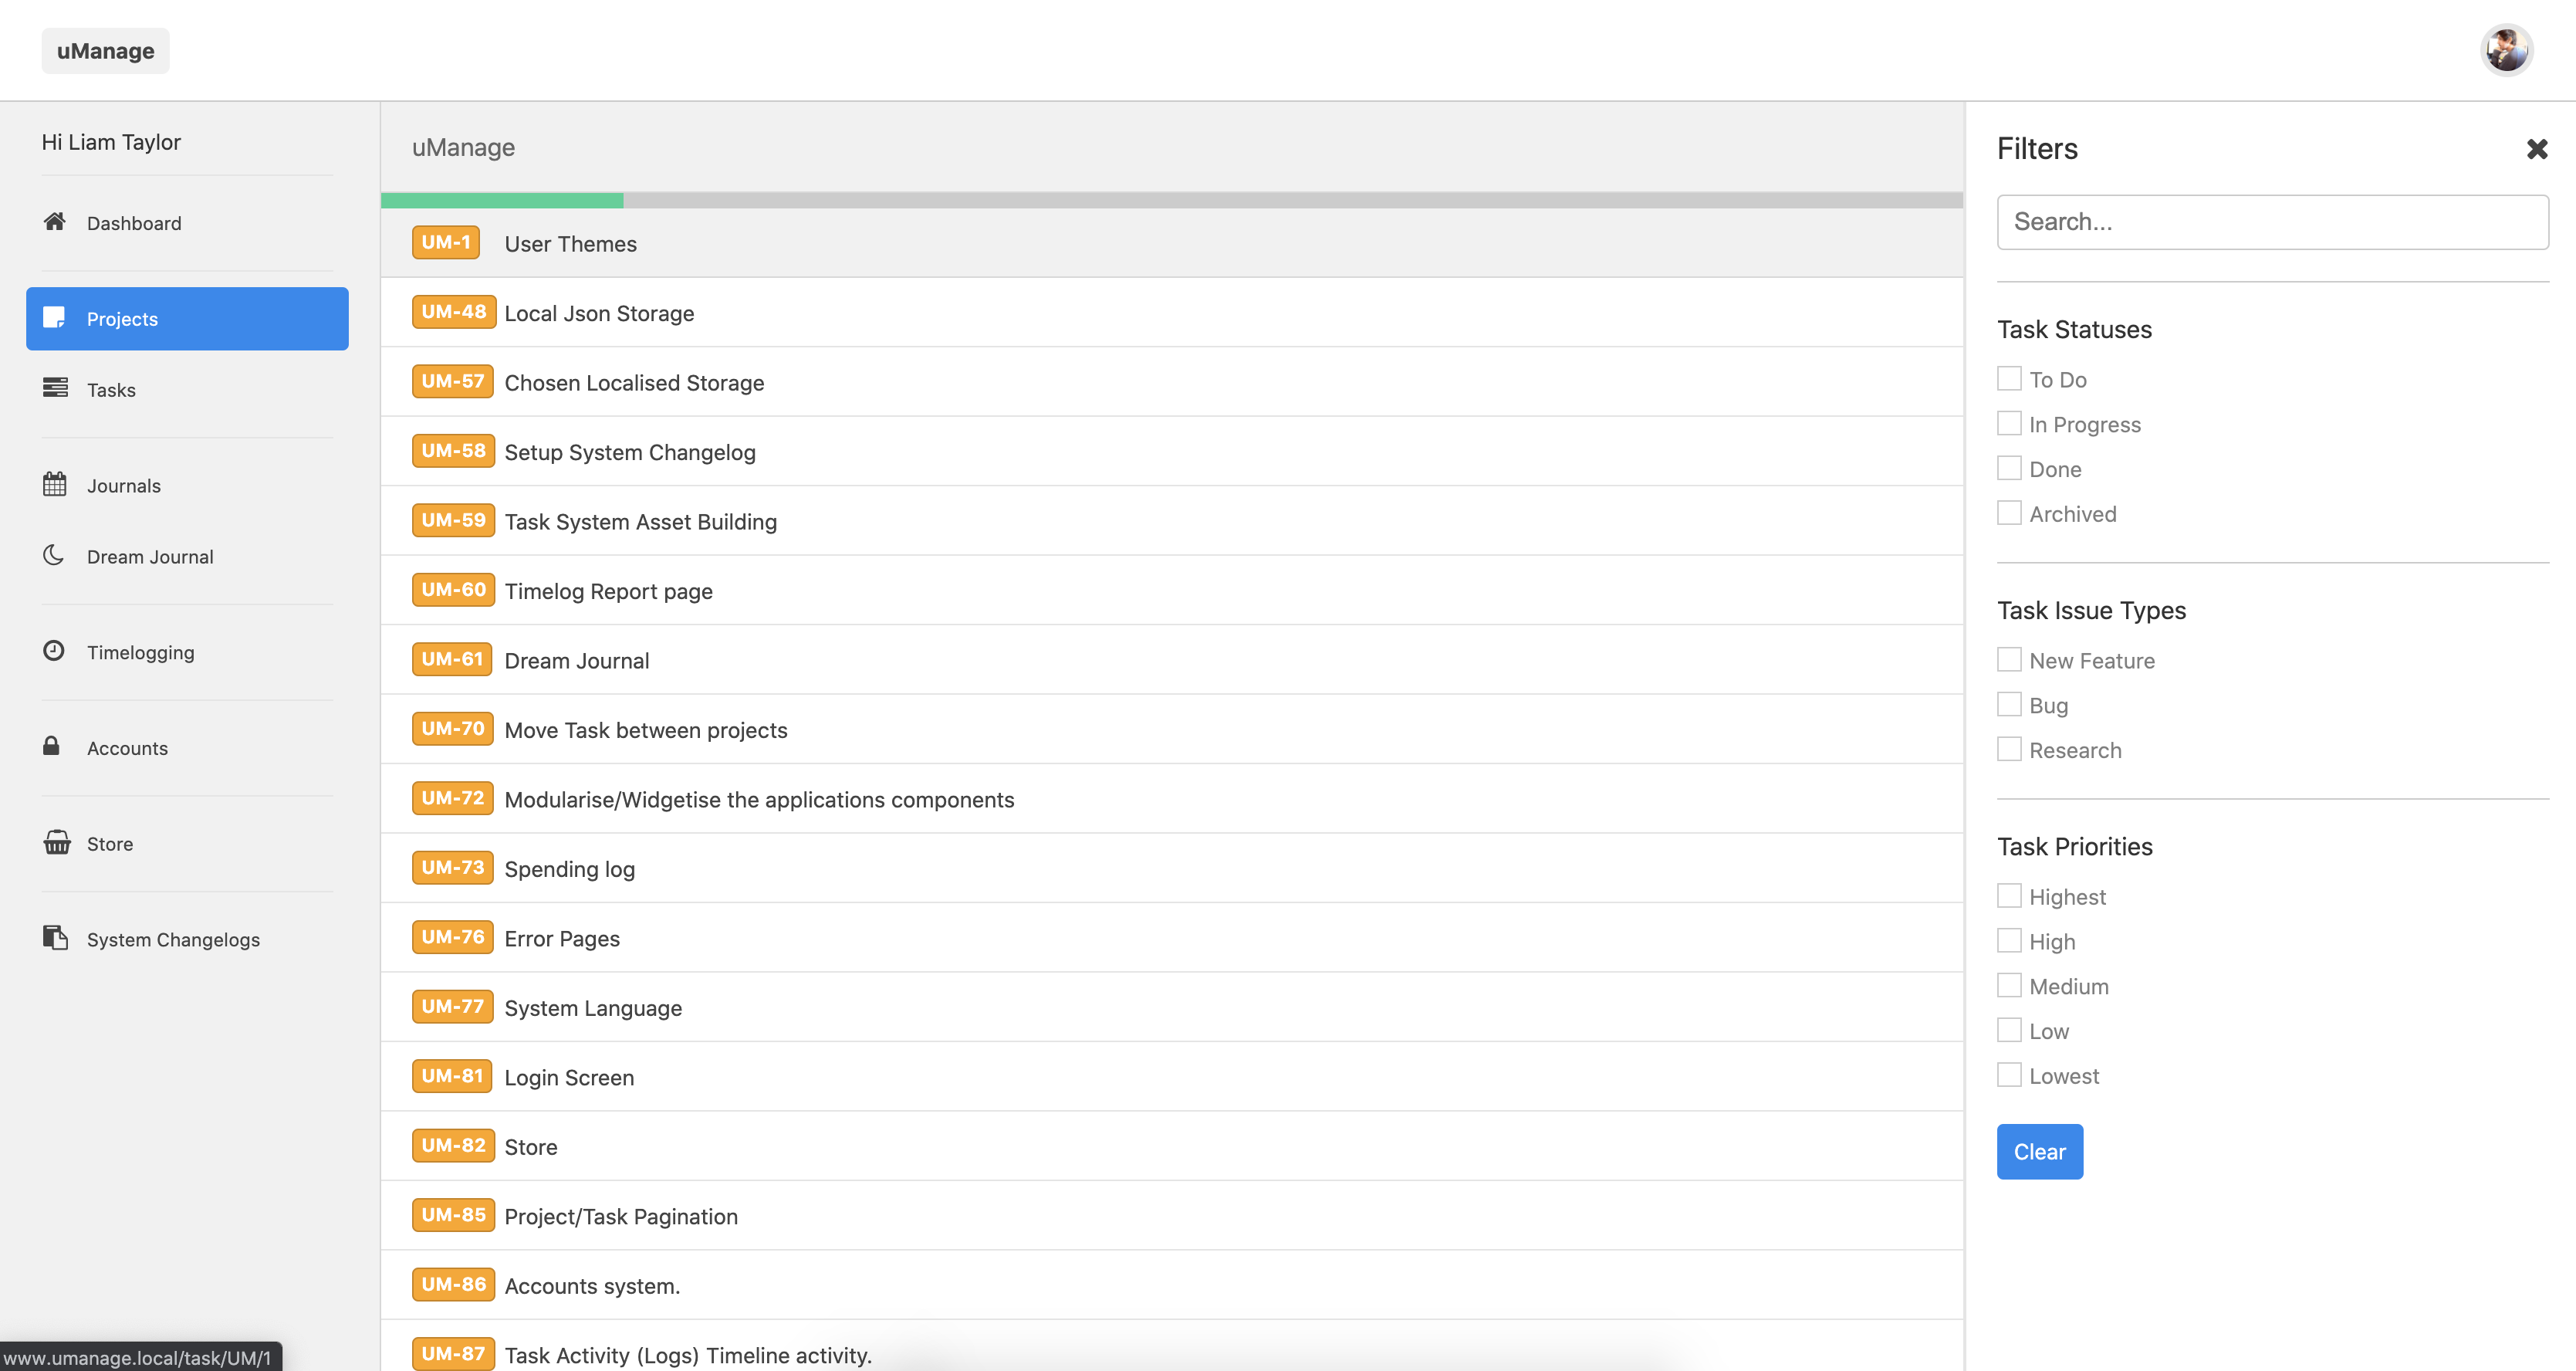 uManage
Hi Liam Taylor
Dashboard
Projects
Tasks
Journals
Dream Journal
Timelogging
Accounts
Store
System Changelogs
www.umanage.local/task/UM/1
uManage
UM-1 User Themes
UM-48 Local Json Storage
UM-57 Chosen Localised Storage
UM-58 Setup System Changelog
UM-59 Task System Asset Building
UM-60 Timelog Report page
UM-61 Dream Journal
UM-70 Move Task between projects
UM-72 Modularise/Widgetise the applications components
UM-73 Spending log
UM-76 Error Pages
UM-77 System Language
UM-81 Login Screen
UM-82 Store
UM-85 Project/Task Pagination
UM-86 Accounts system.
UM-87 Task Activity (Logs) Timeline activity.
Filters
Search...
Task Statuses
To Do
In Progress
Done
Archived
Task Issue Types
New Feature
Bug
Research
Task Priorities
Highest
High
Medium
Low
Lowest
Clear